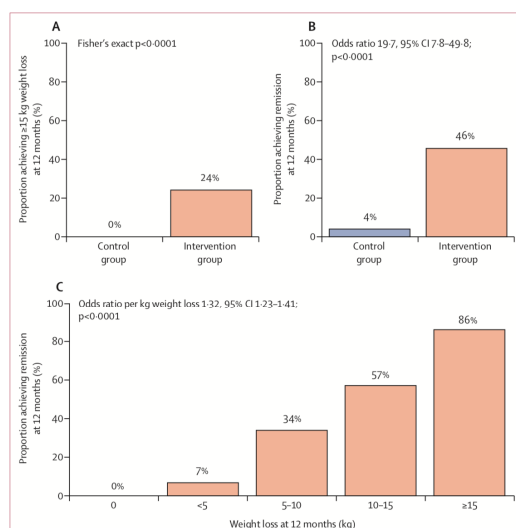 A
Fisher's exact p<0·0001
100
80
60
40
20
0
Proportion achieving ≥15 kg weight loss
at 12 months (%)
0%
24%
Control
group
Intervention
group
B
Odds ratio 19·7, 95% CI 7·8–49·8;
p<0·0001
100
80
60
40
20
0
Proportion achieving remission
at 12 months (%)
4%
46%
Control
group
Intervention
group
C
Odds ratio per kg weight loss 1·32, 95% CI 1·23–1·41;
p<0·0001
100
80
60
40
20
0
Proportion achieving remission
at 12 months (%)
0%
7%
34%
57%
86%
0
<5
5–10
10–15
≥15
Weight loss at 12 months (kg)